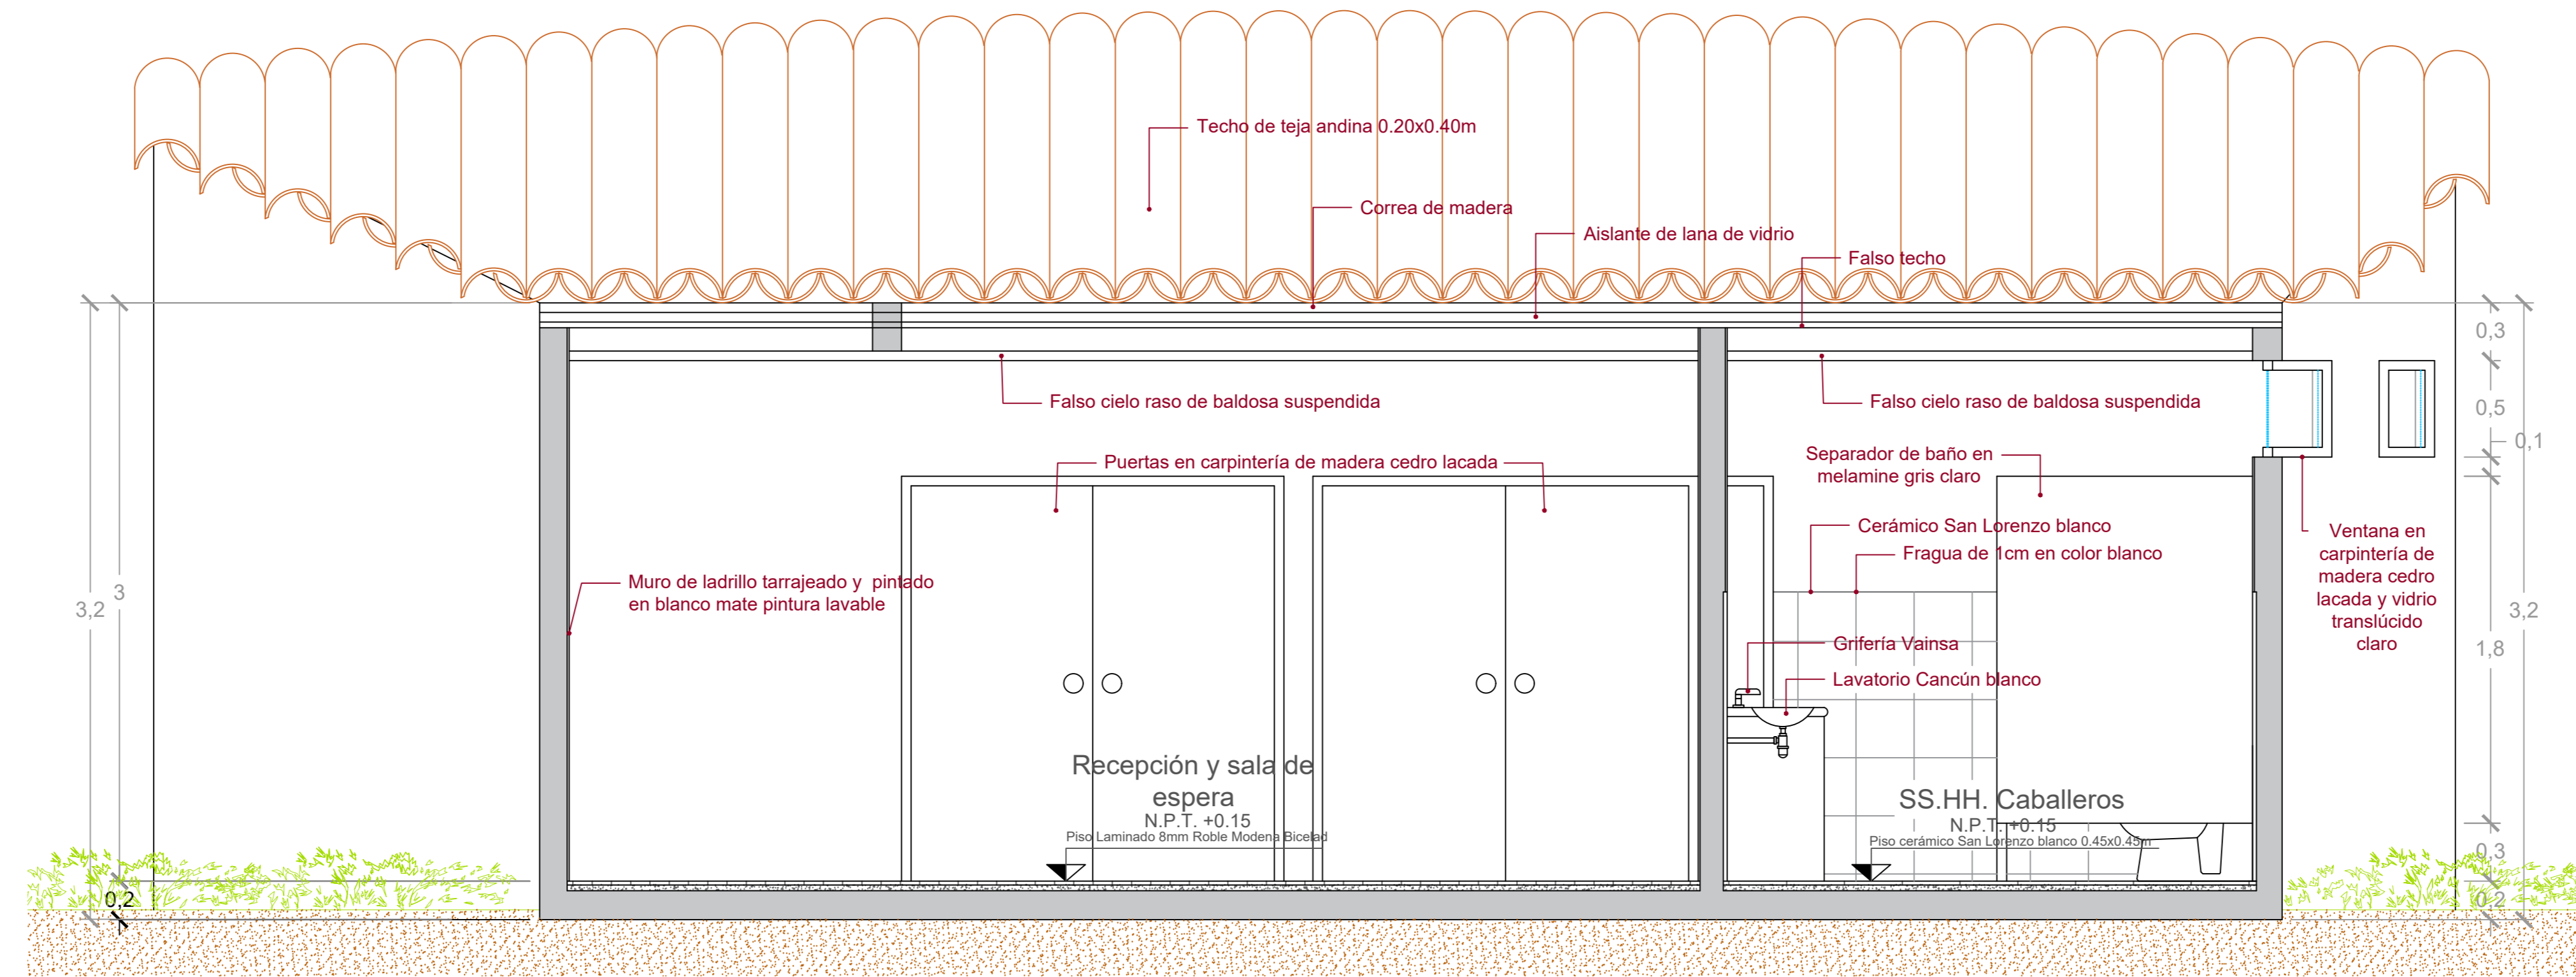 Techo de teja andina 0.20x0.40m
Correa de madera
Aislante de lana de vidrio
Falso techo
0,3
Falso cielo raso de baldosa suspendida
Falso cielo raso de baldosa suspendida
0,5
0,1
Puertas en carpintería de madera cedro lacada
Separador de baño en
melamine gris claro
Cerámico San Lorenzo blanco
Fragua de 1cm en color blanco
Ventana en
carpintería de
madera cedro
lacada y vidrio
translúcido
claro
Muro de ladrillo tarrajeado y  pintado
en blanco mate pintura lavable
3,2
3
3,2
1,8
Grifería Vainsa
Lavatorio Cancún blanco
Recepción y sala de
espera
N.P.T. +0.15
Piso Laminado 8mm Roble Modena Bicelad
SS.HH. Caballeros
N.P.T. +0.15
Piso cerámico San Lorenzo blanco 0.45x0.45m
0,3
0,2
0,2